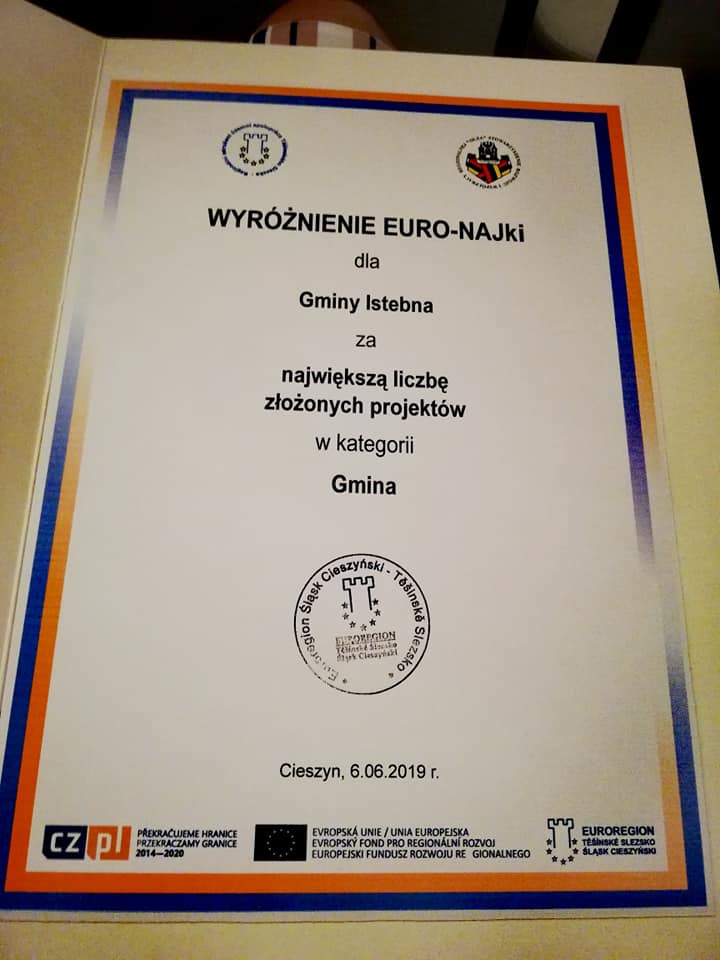 WYRÓŻNIENIE EURO-NAJki
dla
Gminy Istebna
za
największą liczbę
złożonych projektów
w kategorii
Gmina
Euroregion Śląsk Cieszyński - Těšínské Slezsko
EUROREGION
Těšínské Slezsko
Śląsk Cieszyński
Cieszyn, 6.06.2019 r.
cz pl
PŘEKRAČUJEME HRANICE
PRZEKRACZAMY GRANICE
2014—2020
EVROPSKÁ UNIE / UNIA EUROPEJSKA
EVROPSKÝ FOND PRO REGIONÁLNÍ ROZVOJ
EUROPEJSKI FUNDUSZ ROZWOJU RE GIONALNEGO
EUROREGION
TĚŠÍNSKÉ SLEZSKO
ŚLĄSK CIESZYŃSKI